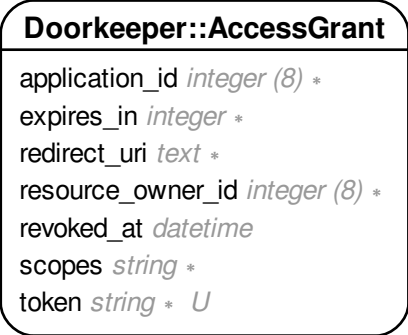 Doorkeeper::AccessGrant
application_id integer (8) *
expires_in integer *
redirect_uri text *
resource_owner_id integer (8) *
revoked_at datetime
scopes string *
token string * U